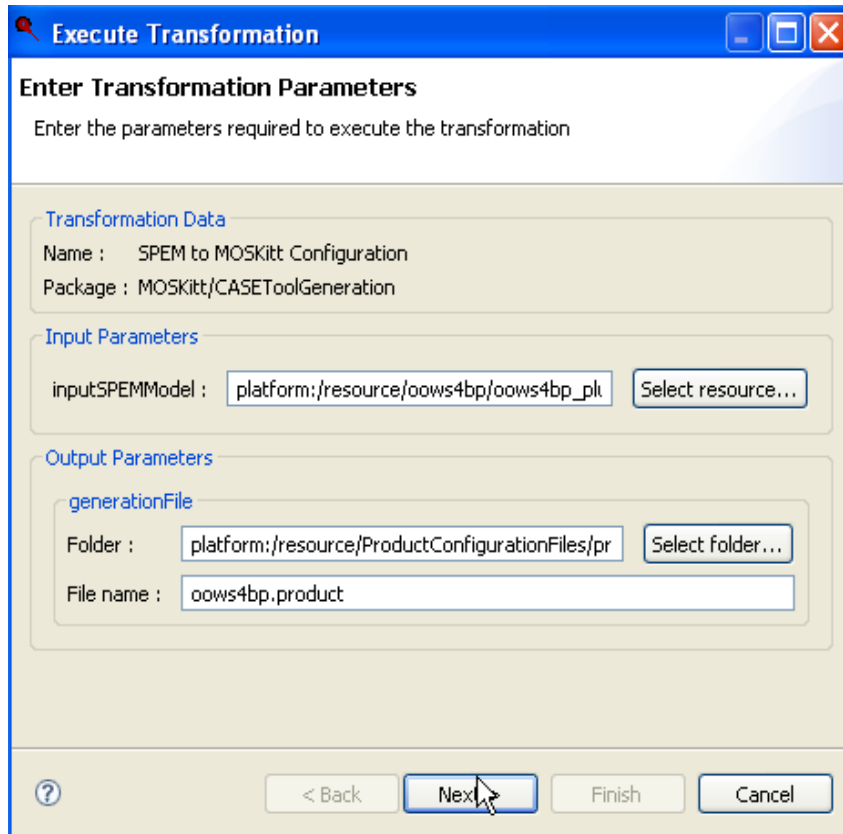 Execute Transformation
Enter Transformation Parameters
Enter the parameters required to execute the transformation
Transformation Data
Name : SPEM to MOSKitt Configuration
Package : MOSKitt/CASEToolGeneration
Input Parameters
inputSPEMModel : platform:/resource/oows4bp/oows4bp_plu Select resource...
Output Parameters
generationFile
Folder : platform:/resource/ProductConfigurationFiles/pr Select folder...
File name : oows4bp.product
< Back Next > Finish Cancel